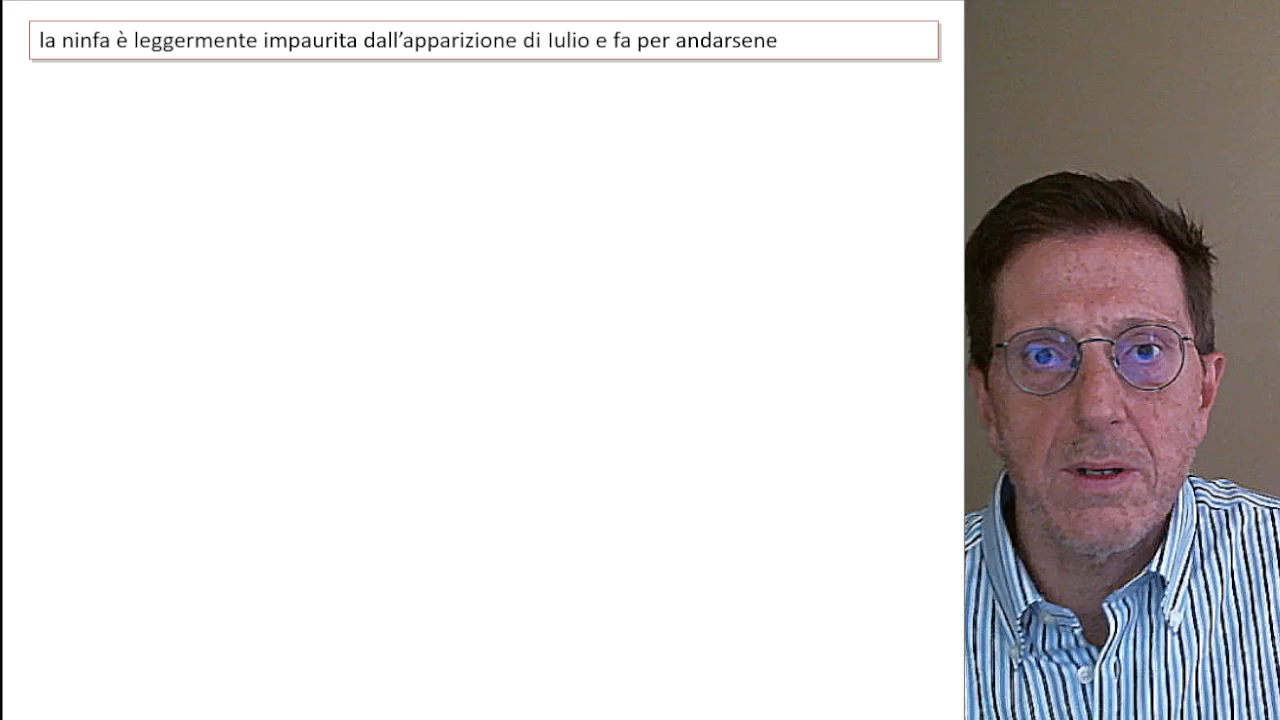 la ninfa è leggermente impaurita dall’apparizione di Iulio e fa per andarsene